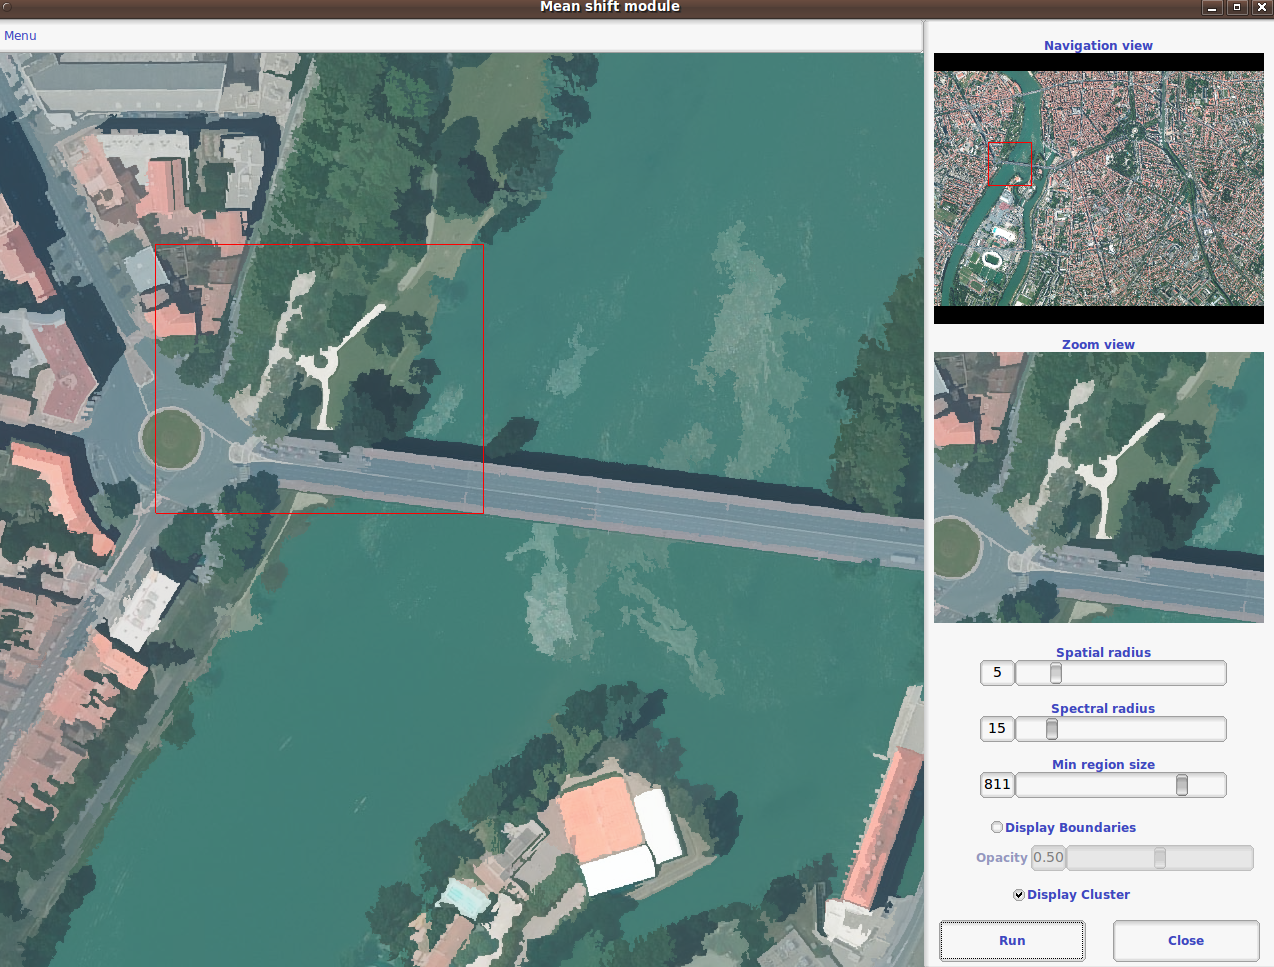 Mean shift module
Menu
Navigation view
Zoom view
Spatial radius
5
Spectral radius
15
Min region size
811
Display Boundaries
Opacity 0.50
Display Cluster
Run Close